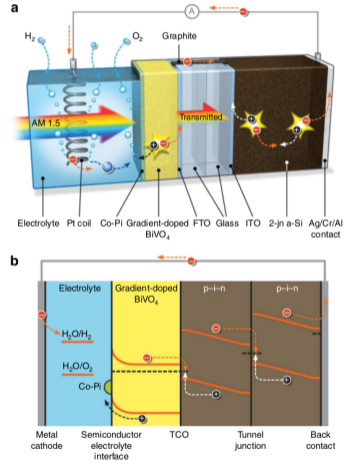 a
A
H₂
O₂
Graphite
AM 1.5
Transmitted
Electrolyte Pt coil Co-Pi Gradient-doped BiVO₄ FTO Glass ITO 2-jn a-Si Ag/Cr/Al contact
b
Electrolyte
Gradient-doped BiVO₄
p–i–n
p–i–n
H₂O/H₂
H₂O/O₂
Co-Pi
Metal cathode
Semiconductor electrolyte interface
TCO
Tunnel junction
Back contact